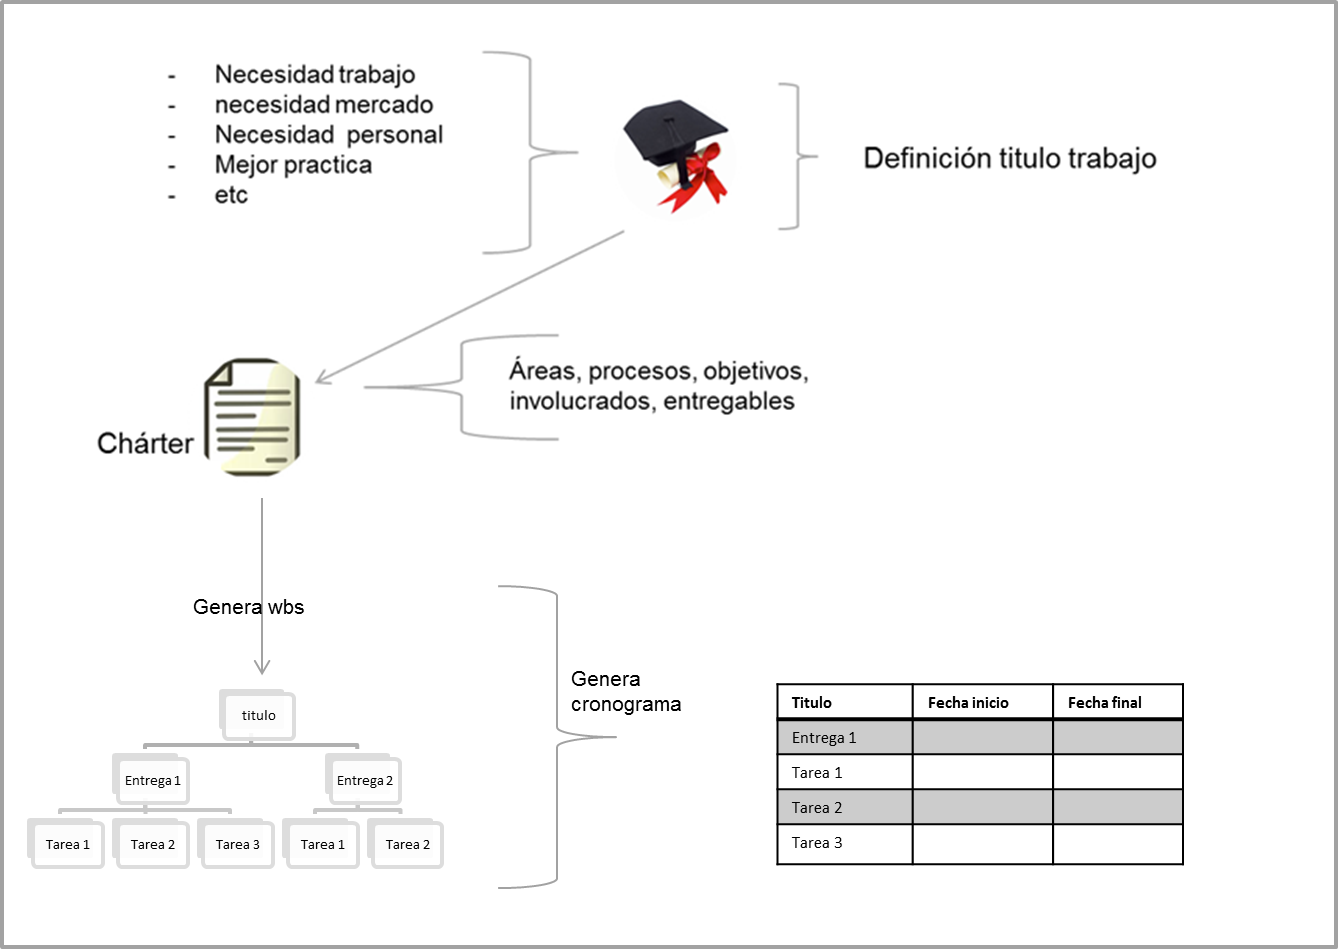 - Necesidad trabajo
- necesidad mercado
- Necesidad personal
- Mejor practica
- etc
Definición titulo trabajo
Áreas, procesos, objetivos,
involucrados, entregables
Chárter
Genera wbs
titulo
Entrega 1
Entrega 2
Tarea 1
Tarea 2
Tarea 3
Tarea 1
Tarea 2
Genera
cronograma
Titulo Fecha inicio Fecha final
Entrega 1
Tarea 1
Tarea 2
Tarea 3